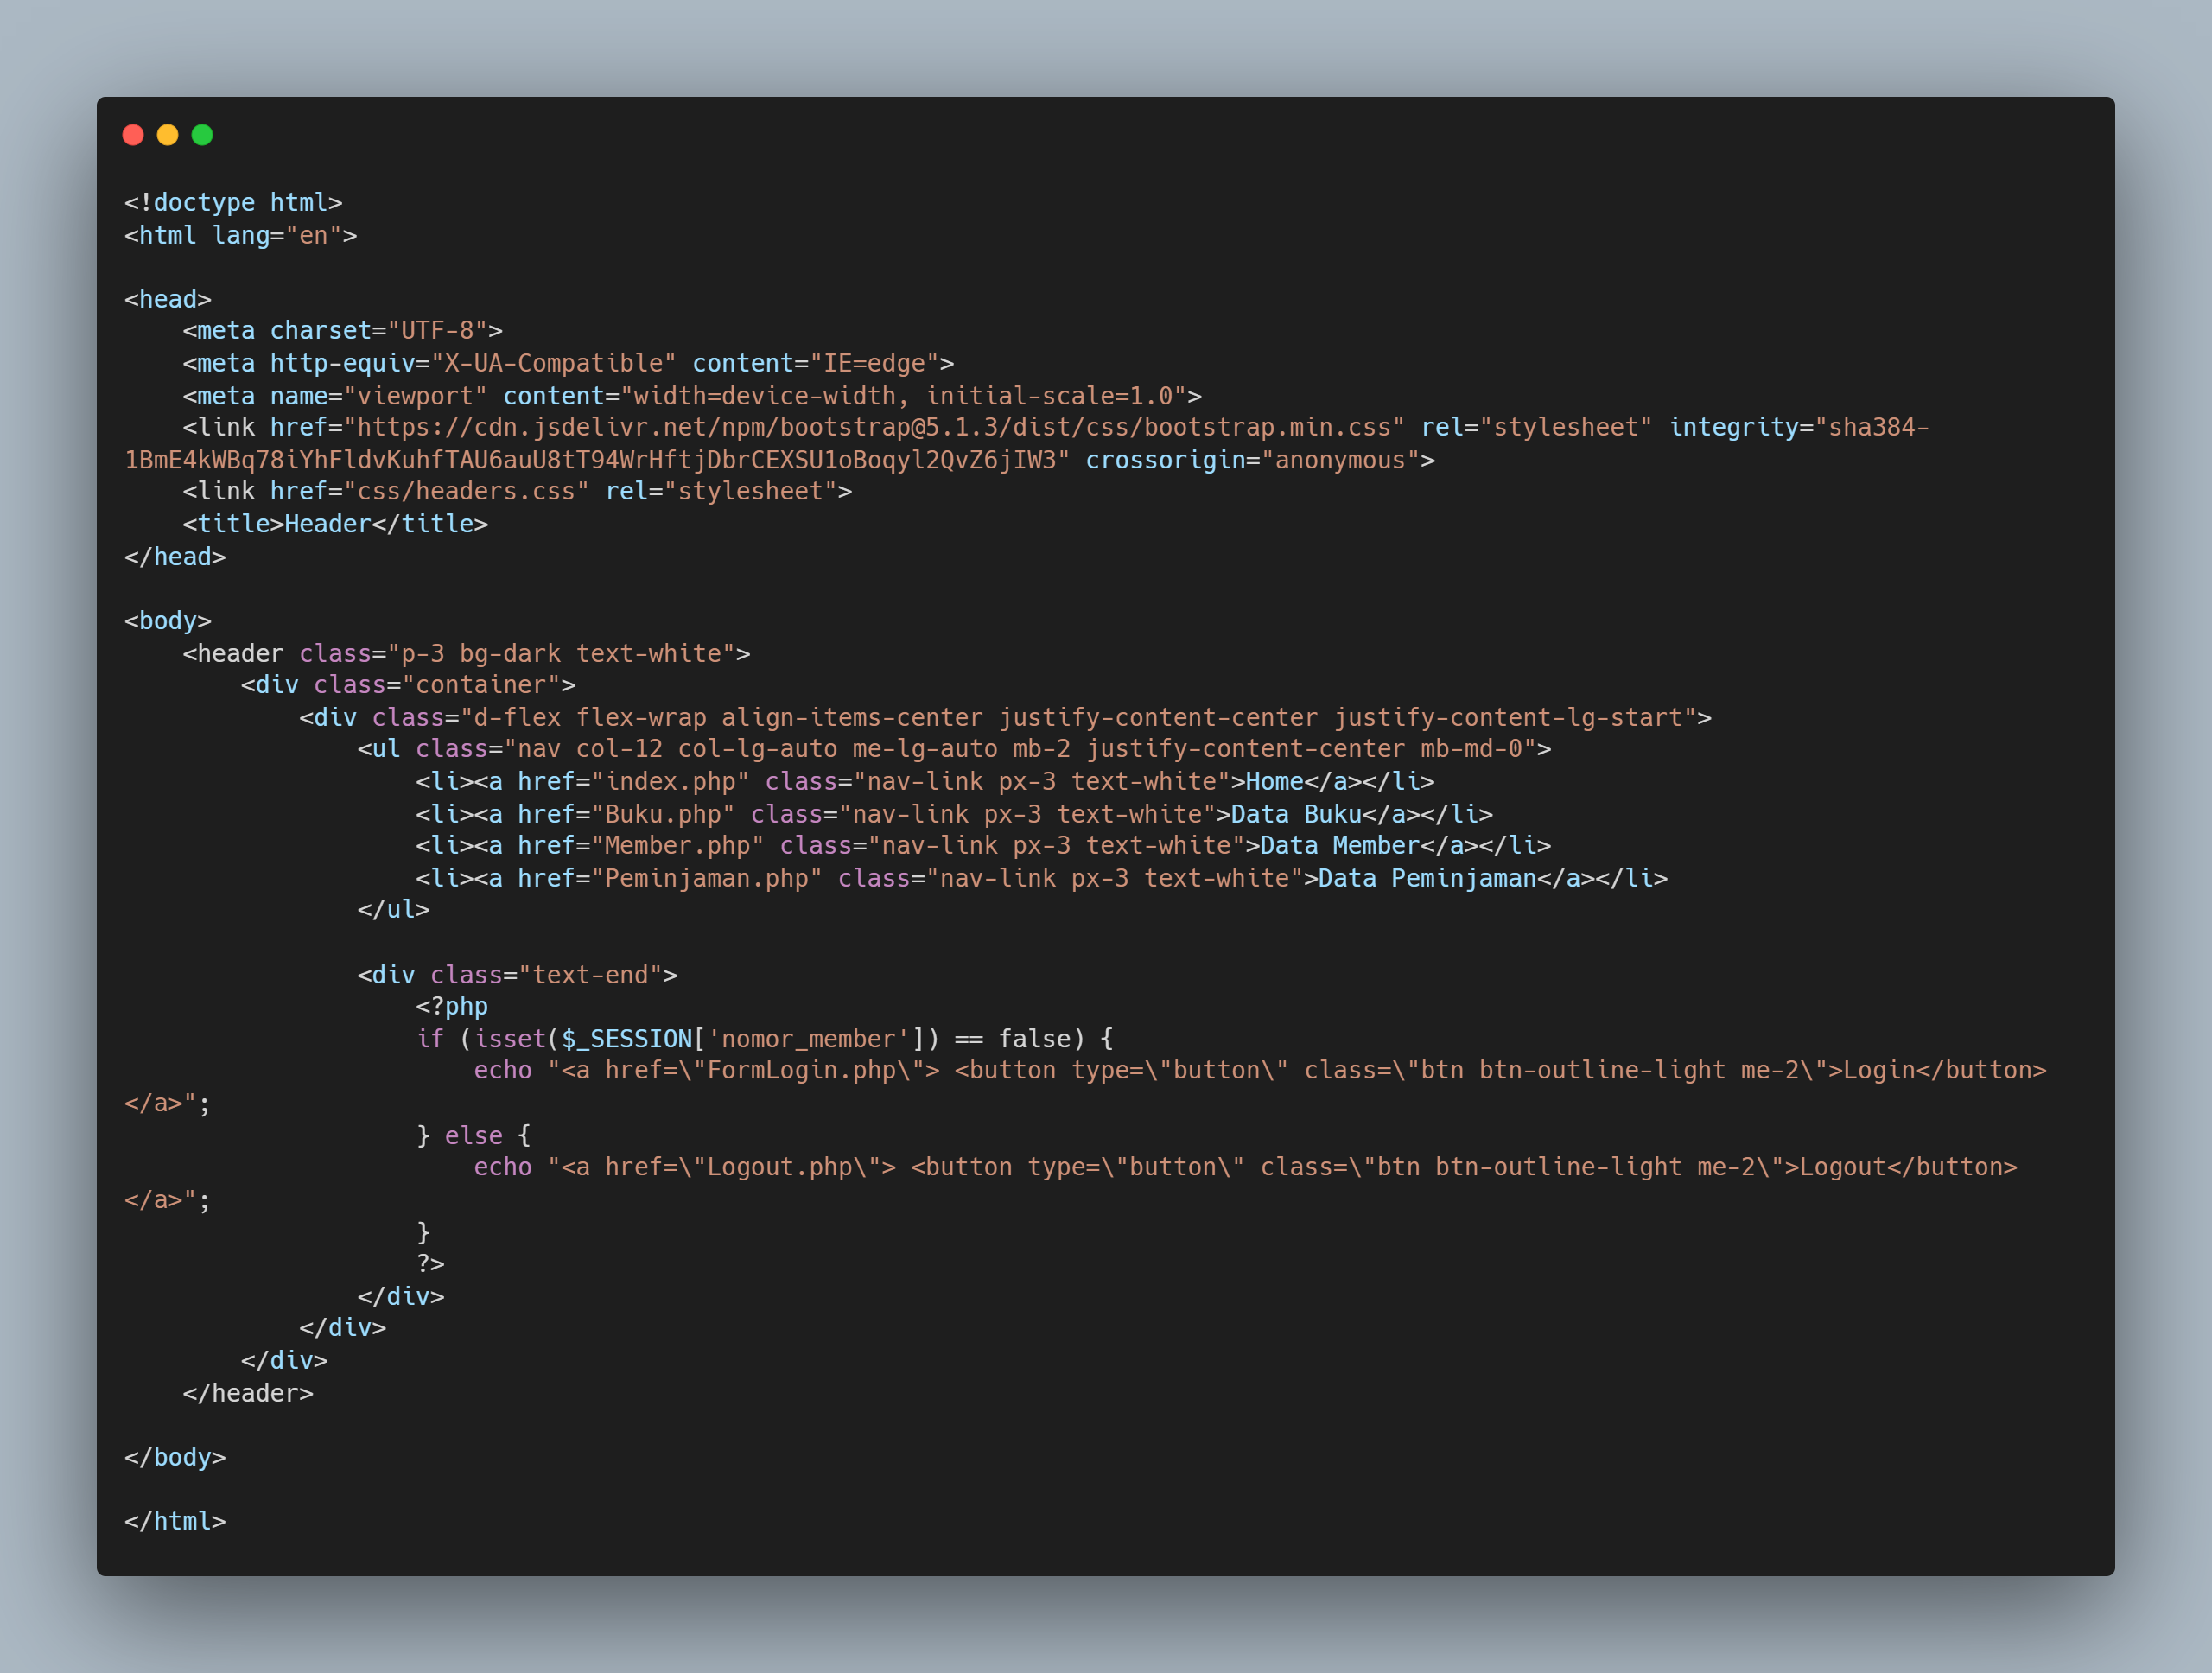 <!doctype html>
<html lang="en">

<head>
    <meta charset="UTF-8">
    <meta http-equiv="X-UA-Compatible" content="IE=edge">
    <meta name="viewport" content="width=device-width, initial-scale=1.0">
    <link href="https://cdn.jsdelivr.net/npm/bootstrap@5.1.3/dist/css/bootstrap.min.css" rel="stylesheet" integrity="sha384-
1BmE4kWBq78iYhFldvKuhfTAU6auU8tT94WrHftjDbrCEXSU1oBoqyl2QvZ6jIW3" crossorigin="anonymous">
    <link href="css/headers.css" rel="stylesheet">
    <title>Header</title>
</head>

<body>
    <header class="p-3 bg-dark text-white">
        <div class="container">
            <div class="d-flex flex-wrap align-items-center justify-content-center justify-content-lg-start">
                <ul class="nav col-12 col-lg-auto me-lg-auto mb-2 justify-content-center mb-md-0">
                    <li><a href="index.php" class="nav-link px-3 text-white">Home</a></li>
                    <li><a href="Buku.php" class="nav-link px-3 text-white">Data Buku</a></li>
                    <li><a href="Member.php" class="nav-link px-3 text-white">Data Member</a></li>
                    <li><a href="Peminjaman.php" class="nav-link px-3 text-white">Data Peminjaman</a></li>
                </ul>

                <div class="text-end">
                    <?php
                    if (isset($_SESSION['nomor_member']) == false) {
                        echo "<a href=\"FormLogin.php\"> <button type=\"button\" class=\"btn btn-outline-light me-2\">Login</button>
</a>";
                    } else {
                        echo "<a href=\"Logout.php\"> <button type=\"button\" class=\"btn btn-outline-light me-2\">Logout</button>
</a>";
                    }
                    ?>
                </div>
            </div>
        </div>
    </header>

</body>

</html>